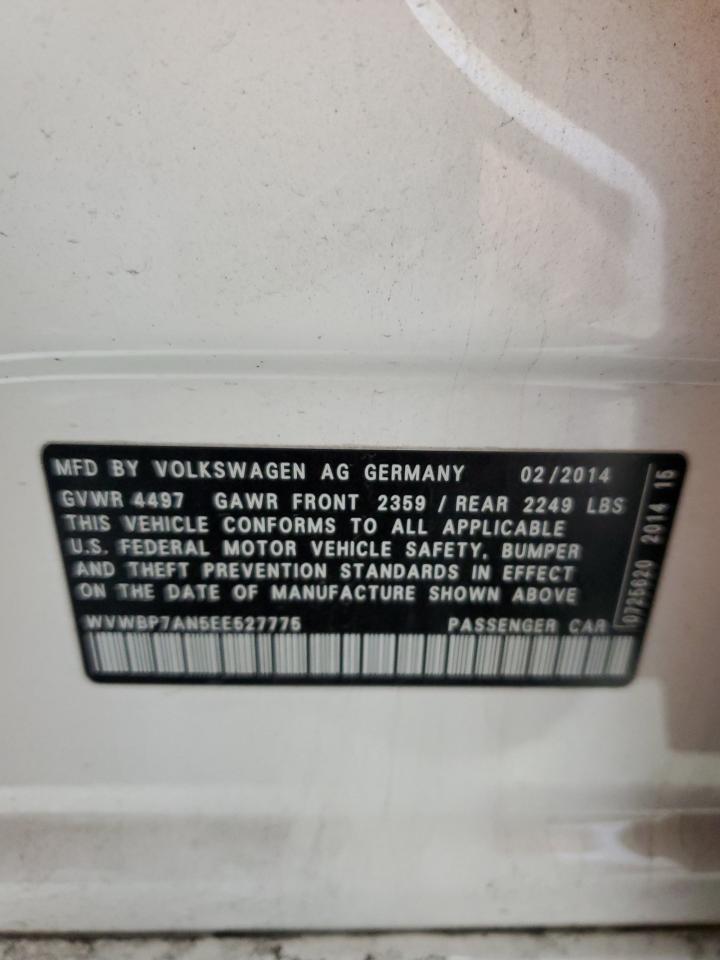 MFD BY VOLKSWAGEN AG GERMANY 02/2014
GVWR 4497 GAWR FRONT 2359 / REAR 2249 LBS
THIS VEHICLE CONFORMS TO ALL APPLICABLE
U.S. FEDERAL MOTOR VEHICLE SAFETY, BUMPER
AND THEFT PREVENTION STANDARDS IN EFFECT
ON THE DATE OF MANUFACTURE SHOWN ABOVE
WVWBP7AN5EE527775 PASSENGER CAR
0725620 2014 15